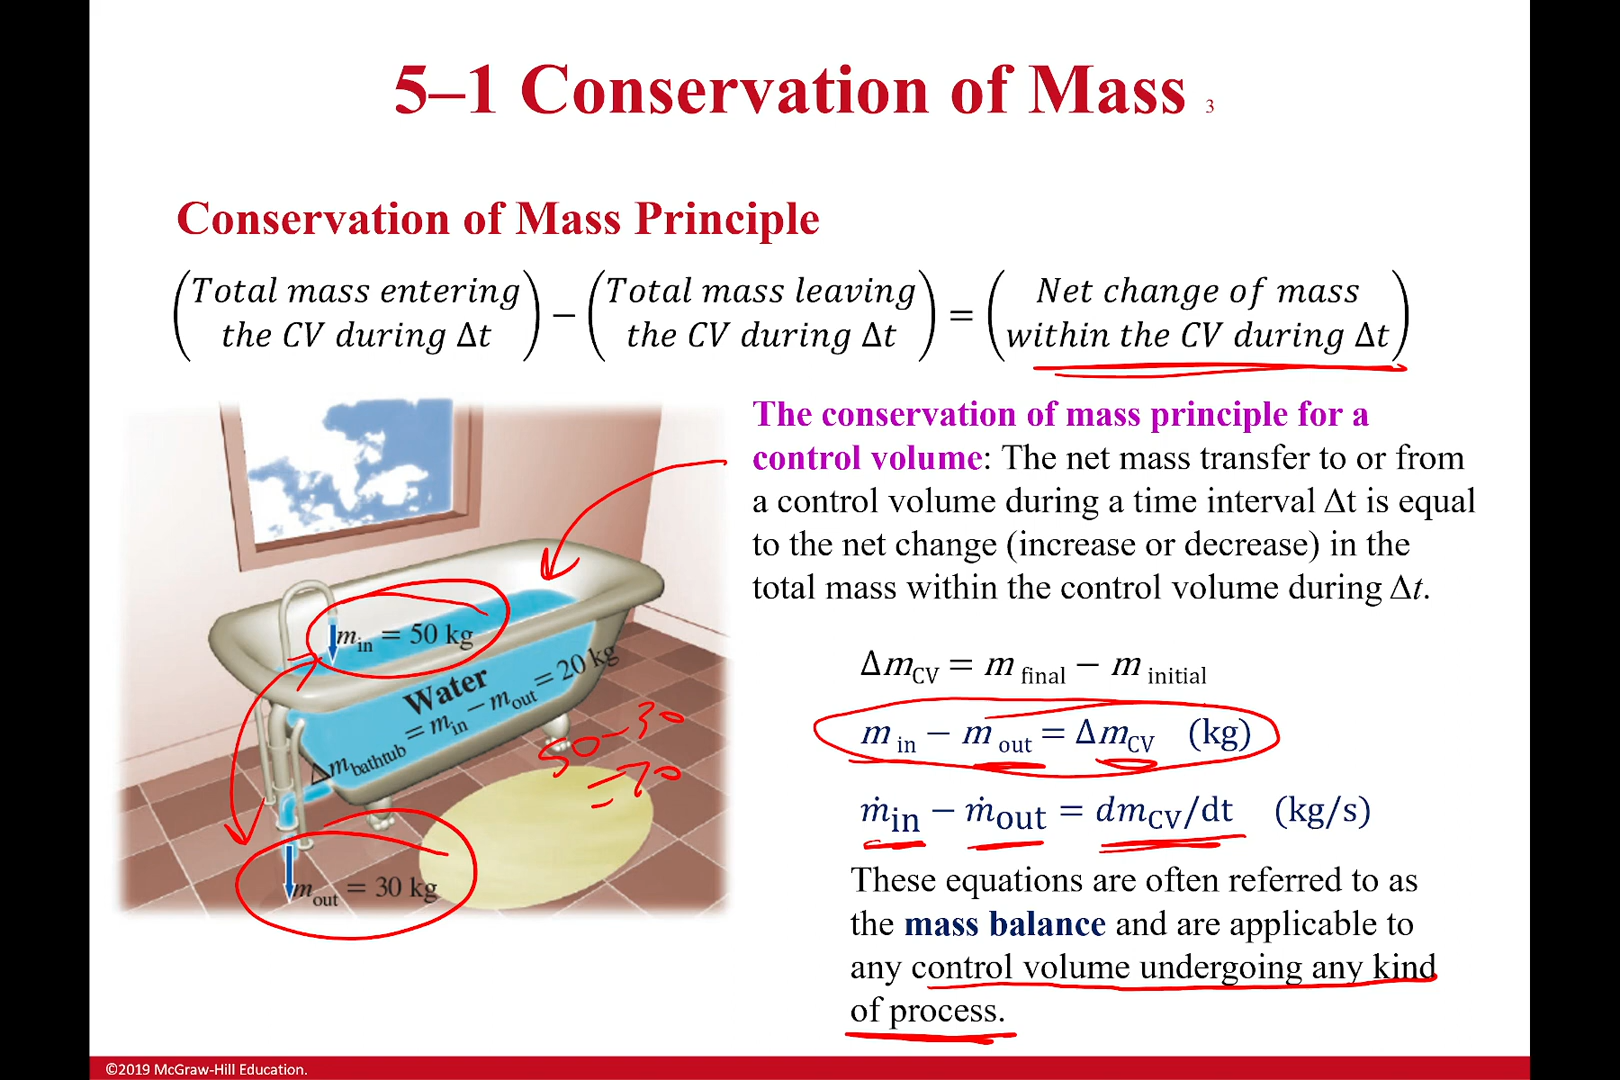 5–1 Conservation of Mass 3
Conservation of Mass Principle
(Total mass entering the CV during Δt) − (Total mass leaving the CV during Δt) = (Net change of mass within the CV during Δt)
The conservation of mass principle for a
control volume: The net mass transfer to or from
a control volume during a time interval Δt is equal
to the net change (increase or decrease) in the
total mass within the control volume during Δt.
m_in = 50 kg
Water
Δm_bathtub = m_in − m_out = 20 kg
50-30
=20
m_out = 30 kg
Δm_CV = m_final − m_initial
m_in − m_out = Δm_CV (kg)
ṁ_in − ṁ_out = dm_CV/dt (kg/s)
These equations are often referred to as
the mass balance and are applicable to
any control volume undergoing any kind
of process.
©2019 McGraw-Hill Education.